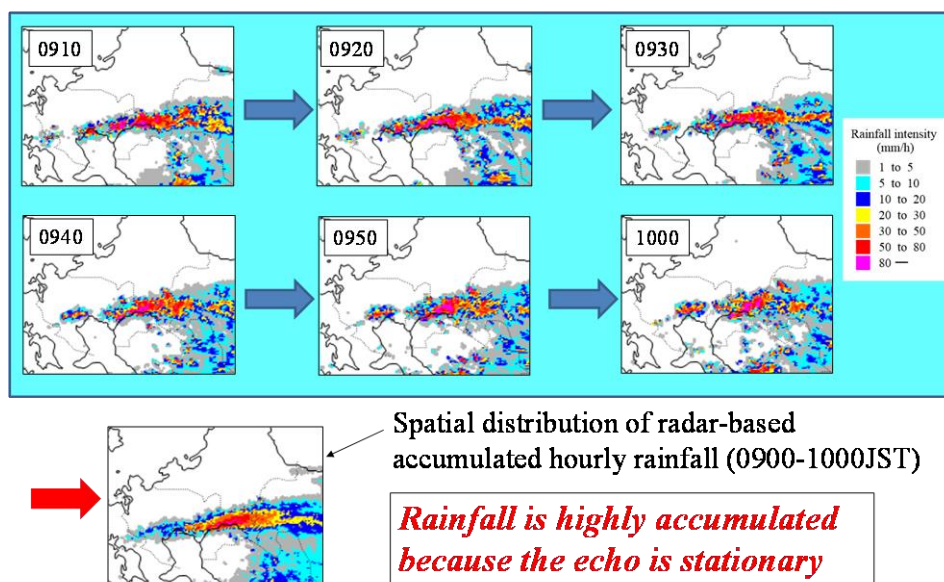 0910
0920
0930
Rainfall intensity
(mm/h)
1 to 5
5 to 10
10 to 20
20 to 30
30 to 50
50 to 80
80 —
0940
0950
1000
Spatial distribution of radar-based
accumulated hourly rainfall (0900-1000JST)
Rainfall is highly accumulated
because the echo is stationary